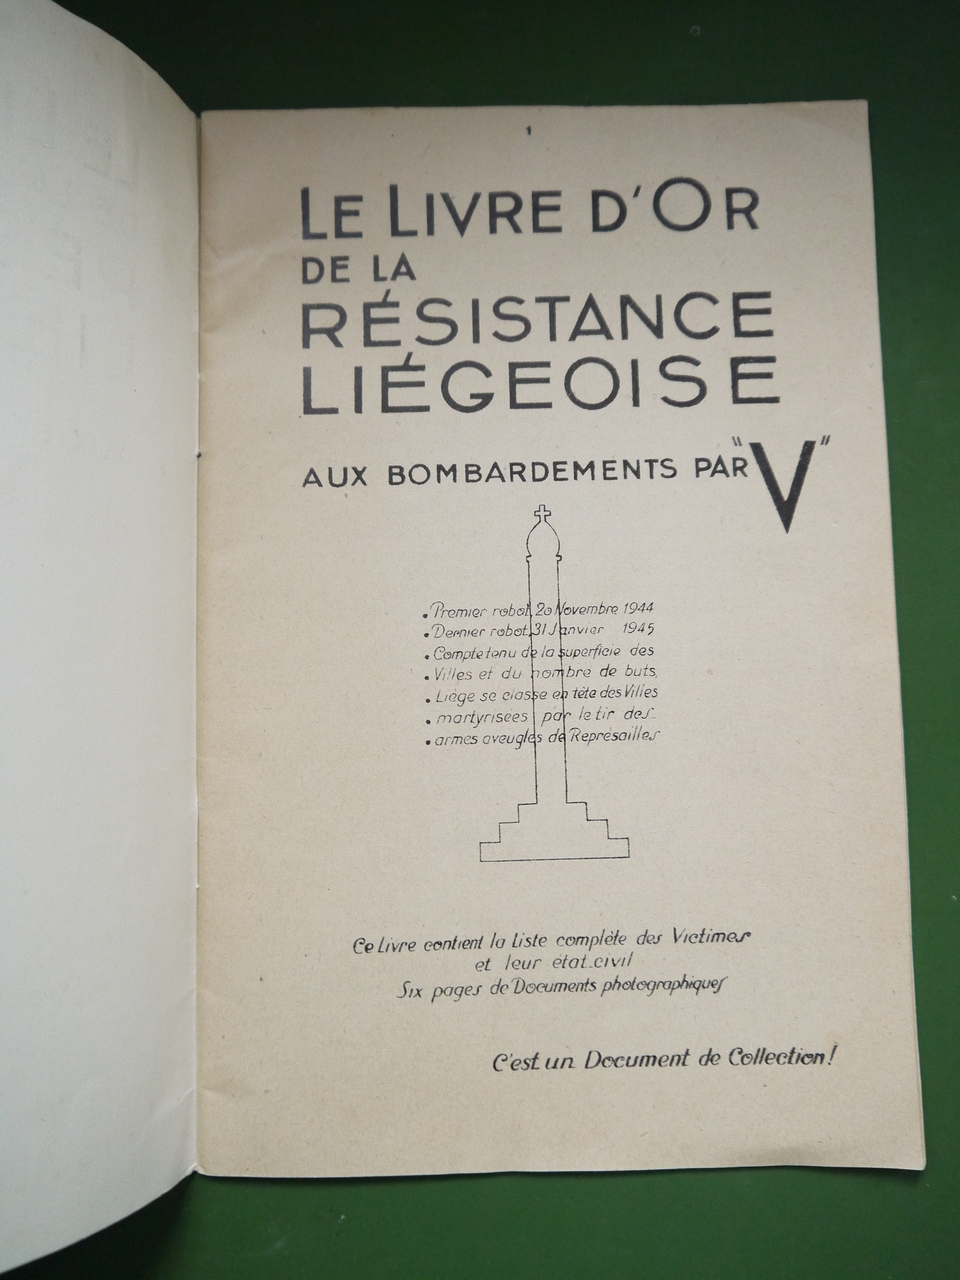 1
LE LIVRE D'OR
DE LA
RÉSISTANCE
LIÉGEOISE
AUX BOMBARDEMENTS PAR "V"
• Premier robot 20 Novembre 1944
• Dernier robot 31 Janvier 1945
• Compte tenu de la superficie des
• Villes et du nombre de buts,
• Liège se classe en tête des Villes
• martyrisées par le tir des
• armes aveugles de Représailles
Ce Livre contient la Liste complète des Victimes
et leur état-civil
Six pages de Documents photographiques
C'est un Document de Collection !